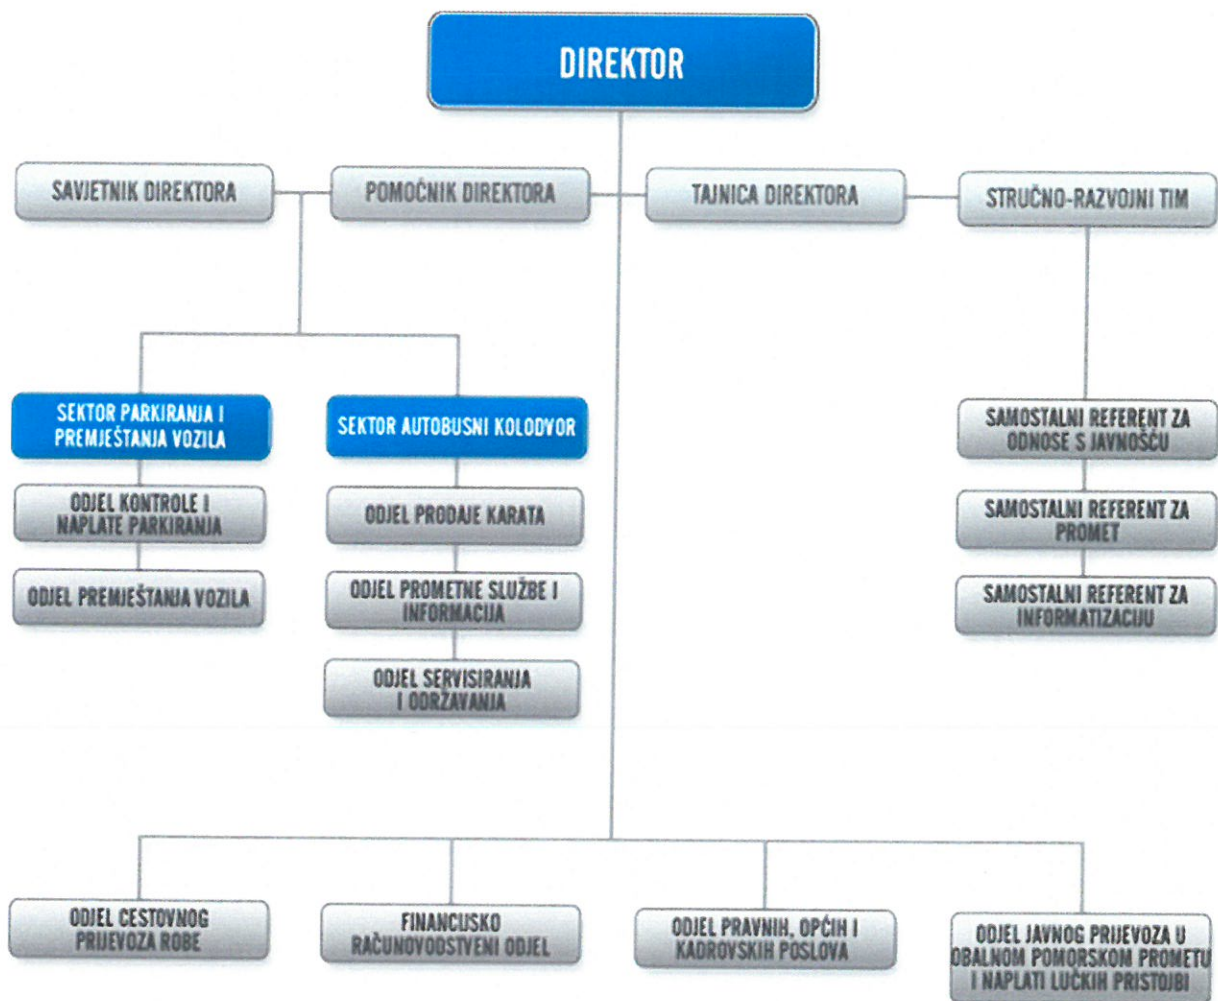 DIREKTOR
SAVJETNIK DIREKTORA
POMOĆNIK DIREKTORA
TAJNICA DIREKTORA
STRUČNO-RAZVOJNI TIM
SEKTOR PARKIRANJA I
PREMJEŠTANJA VOZILA
ODJEL KONTROLE I
NAPLATE PARKIRANJA
ODJEL PREMJEŠTANJA VOZILA
SEKTOR AUTOBUSNI KOLODVOR
ODJEL PRODAJE KARATA
ODJEL PROMETNE SLUŽBE I
INFORMACIJA
ODJEL SERVISIRANJA
I ODRŽAVANJA
SAMOSTALNI REFERENT ZA
ODNOSE S JAVNOŠĆU
SAMOSTALNI REFERENT ZA
PROMET
SAMOSTALNI REFERENT ZA
INFORMATIZACIJU
ODJEL CESTOVNOG
PRIJEVOZA ROBE
FINANCIJSKO
RAČUNOVODSTVENI ODJEL
ODJEL PRAVNIH, OPĆIH I
KADROVSKIH POSLOVA
ODJEL JAVNOG PRIJEVOZA U
OBALNOM POMORSKOM PROMETU
I NAPLATI LUČKIH PRISTOJBI